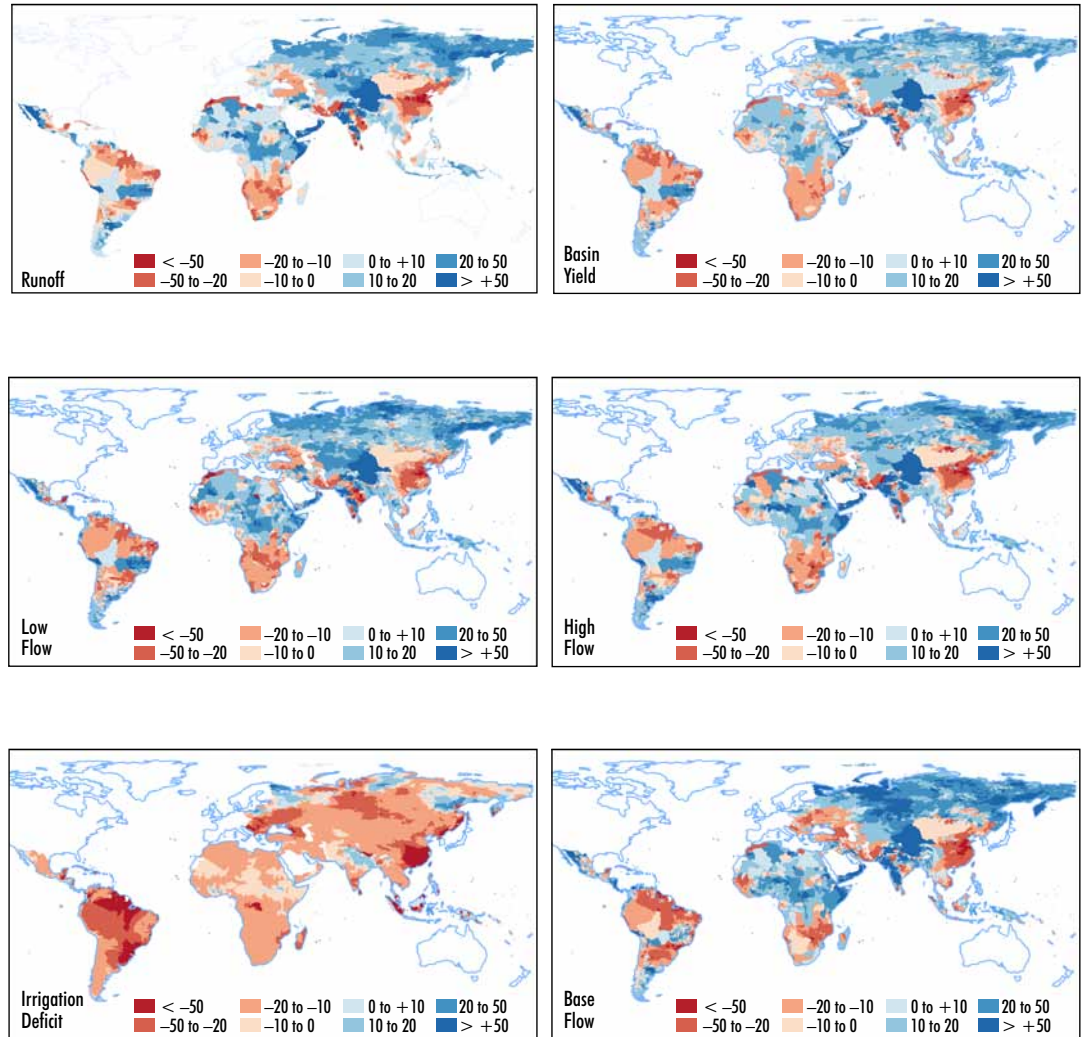 Runoff
< –50 –20 to –10 0 to +10 20 to 50
–50 to –20 –10 to 0 10 to 20 > +50
Basin
Yield
< –50 –20 to –10 0 to +10 20 to 50
–50 to –20 –10 to 0 10 to 20 > +50
Low
Flow
< –50 –20 to –10 0 to +10 20 to 50
–50 to –20 –10 to 0 10 to 20 > +50
High
Flow
< –50 –20 to –10 0 to +10 20 to 50
–50 to –20 –10 to 0 10 to 20 > +50
Irrigation
Deficit
< –50 –20 to –10 0 to +10 20 to 50
–50 to –20 –10 to 0 10 to 20 > +50
Base
Flow
< –50 –20 to –10 0 to +10 20 to 50
–50 to –20 –10 to 0 10 to 20 > +50